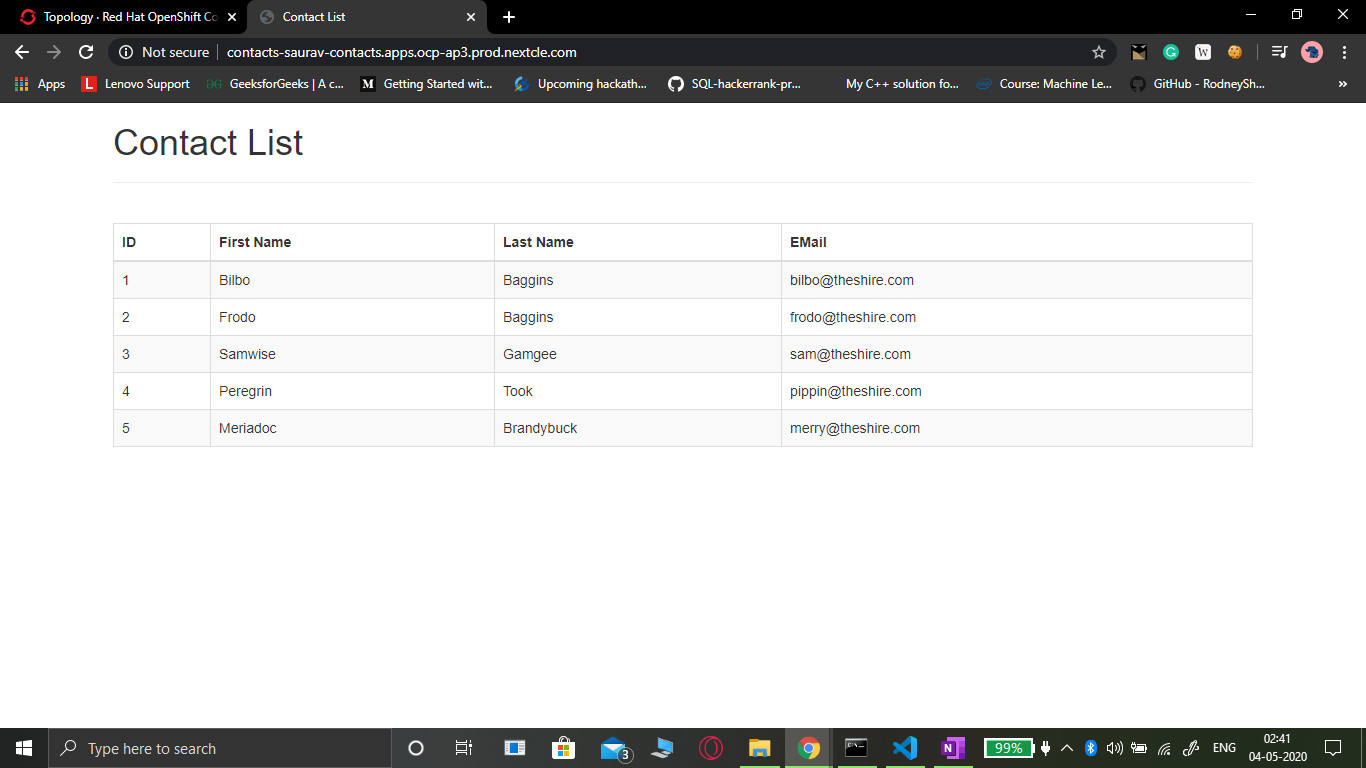 Topology · Red Hat OpenShift Co
Contact List
Not secure contacts-saurav-contacts.apps.ocp-ap3.prod.nextcle.com
Apps L Lenovo Support GeeksforGeeks | A c... M Getting Started wit... Upcoming hackath... SQL-hackerrank-pr... My C++ solution fo... Course: Machine Le... GitHub - RodneySh... »
Contact List
ID First Name Last Name EMail
1 Bilbo Baggins bilbo@theshire.com
2 Frodo Baggins frodo@theshire.com
3 Samwise Gamgee sam@theshire.com
4 Peregrin Took pippin@theshire.com
5 Meriadoc Brandybuck merry@theshire.com
Type here to search 3 99% ENG 02:41
04-05-2020